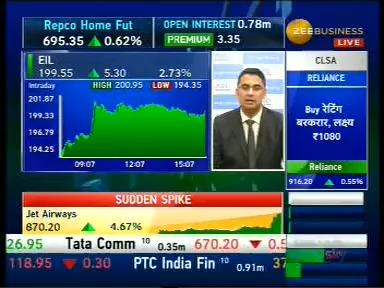 Repco Home Fut
695.35 0.62%
OPEN INTEREST 0.78m
PREMIUM 3.35
ZEE BUSINESS
LIVE
EIL
199.55 5.30 2.73%
Intraday HIGH 200.95 LOW 194.35
201.87
199.33
196.79
194.25
09:07 12:07 15:07
CLSA
RELIANCE
Buy रेटिंग
बरकरार, लक्ष्य
₹1080
Reliance
916.20 0.55%
SUDDEN SPIKE
Jet Airways
870.20 4.67%
26.95 Tata Comm 10 0.35m 670.20 0.5
118.95 0.30 PTC India Fin 10 0.91m 37
sky